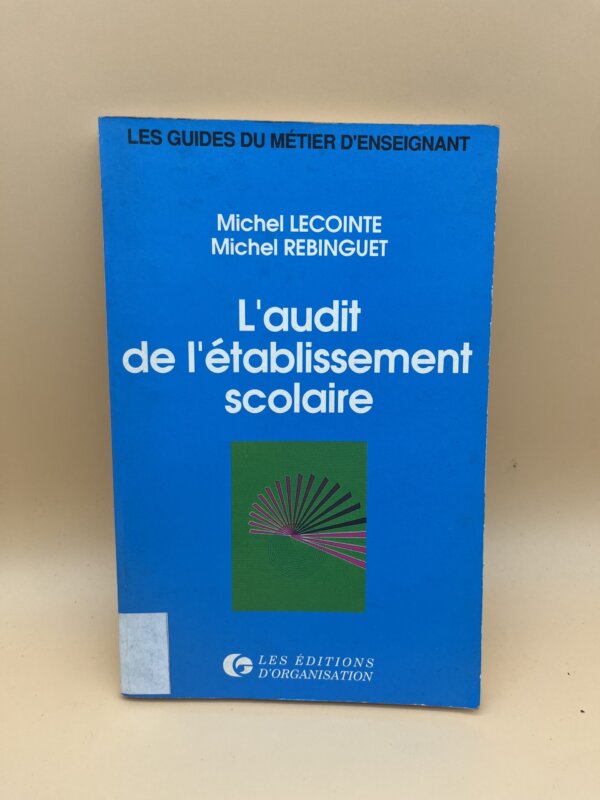 LES GUIDES DU MÉTIER D'ENSEIGNANT
Michel LECOINTE
Michel REBINGUET
L'audit
de l'établissement
scolaire
LES ÉDITIONS
D'ORGANISATION